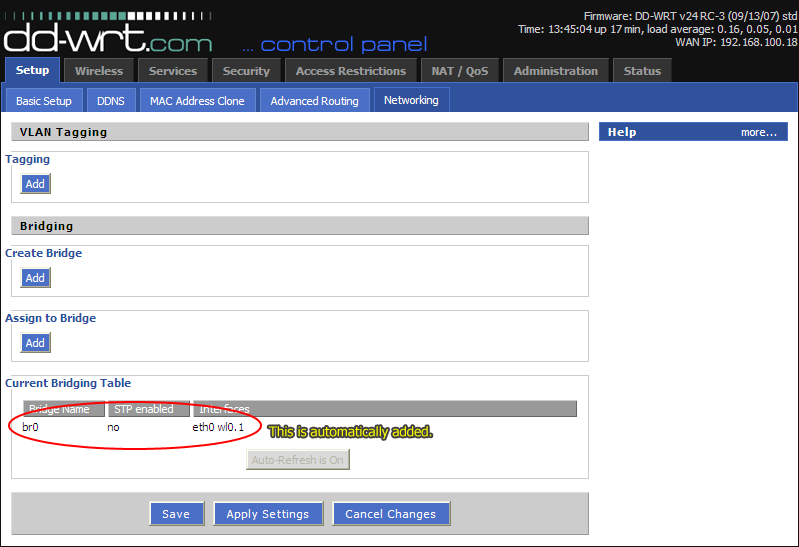 Firmware: DD-WRT v24 RC-3 (09/13/07) std
Time: 13:45:04 up 17 min, load average: 0.16, 0.05, 0.01
WAN IP: 192.168.100.18
dd-wrt.com ... control panel
Setup Wireless Services Security Access Restrictions NAT / QoS Administration Status
Basic Setup DDNS MAC Address Clone Advanced Routing Networking
VLAN Tagging
Help more...
Tagging
Add
Bridging
Create Bridge
Add
Assign to Bridge
Add
Current Bridging Table
Bridge Name STP enabled Interfaces
br0 no eth0 wl0.1 This is automatically added.
Auto-Refresh is On
Save Apply Settings Cancel Changes